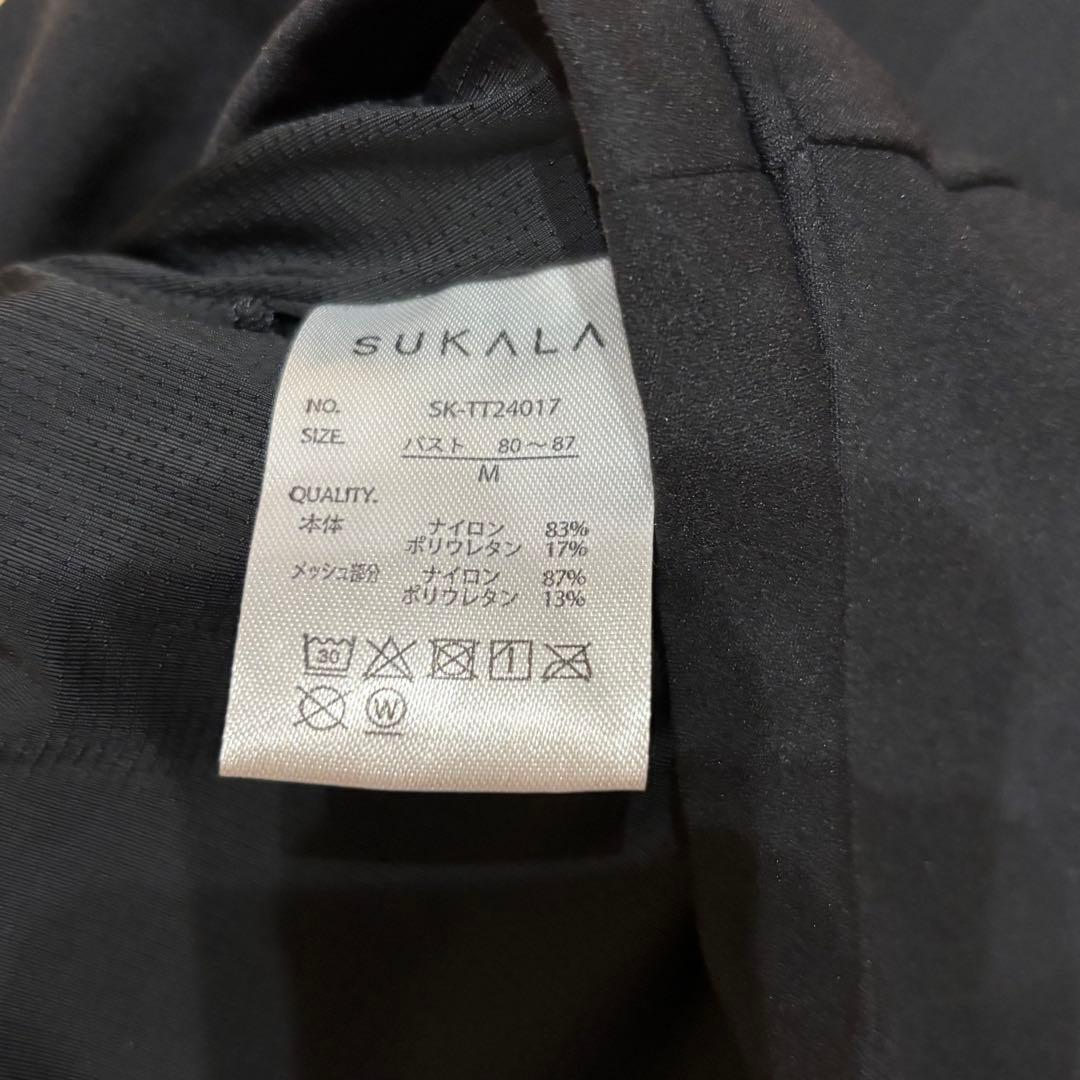 SUKALA
NO. SK-TT24017
SIZE. バスト 80～87
M
QUALITY.
本体 ナイロン 83%
ポリウレタン 17%
メッシュ部分 ナイロン 87%
ポリウレタン 13%
30
W